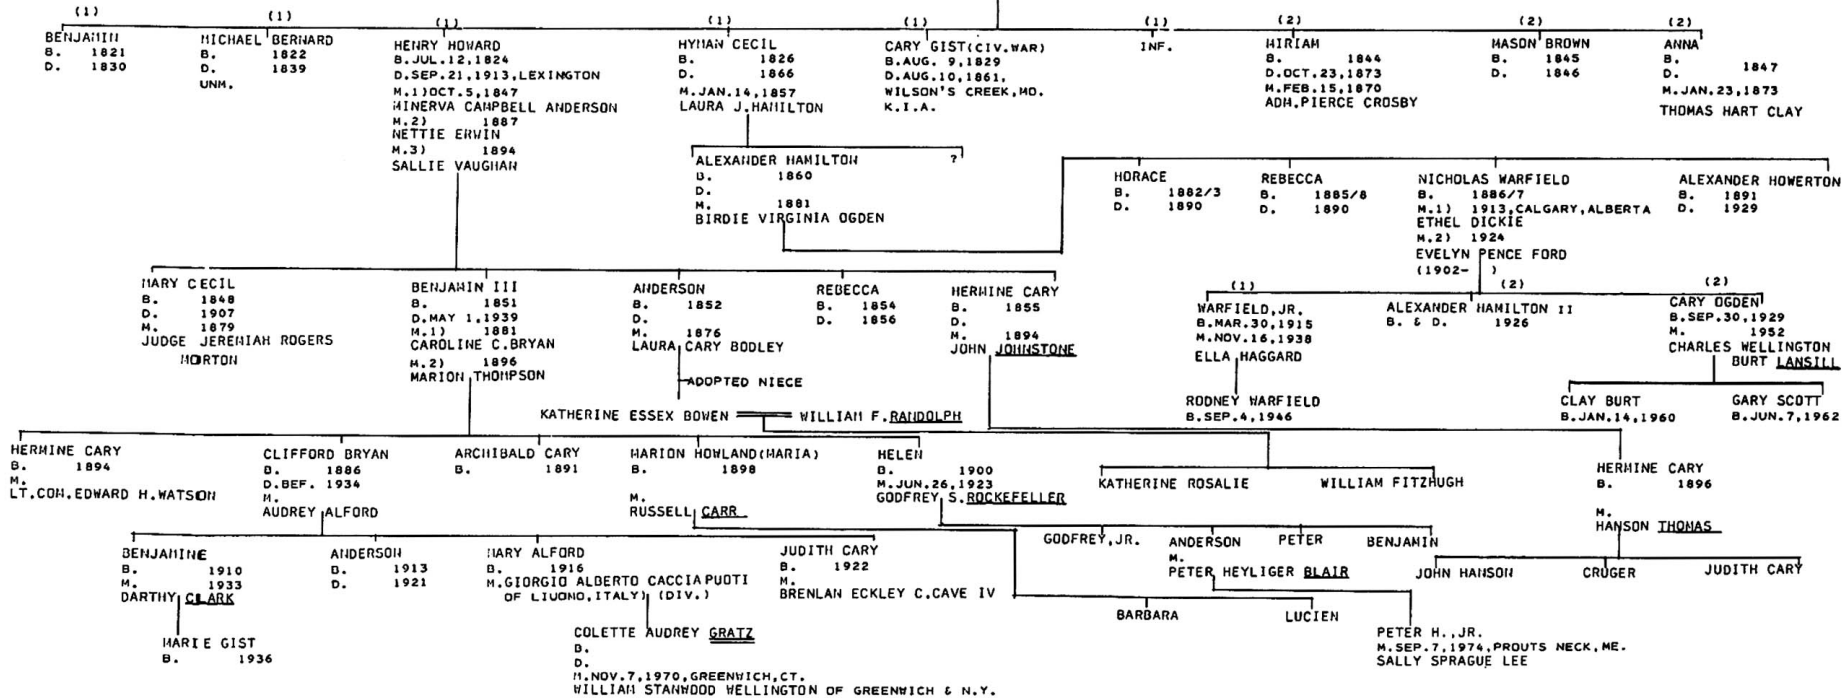 (1)
BENJAMIN
B. 1821
D. 1830
(1)
MICHAEL BERNARD
B. 1822
D. 1839
UNM.
(1)
HENRY HOWARD
B.JUL.12,1824
D.SEP.21,1913,LEXINGTON
M.1)OCT.5,1847
MINERVA CAMPBELL ANDERSON
M.2) 1887
NETTIE ERWIN
M.3) 1894
SALLIE VAUGHAN
(1)
HYMAN CECIL
B. 1826
D. 1866
M.JAN.14,1857
LAURA J.HAMILTON
(1)
CARY GIST(CIV.WAR)
B.AUG. 9,1829
D.AUG.10,1861,
WILSON'S CREEK,MO.
K.I.A.
(1)
INF.
(2)
MIRIAM
B. 1844
D.OCT.23,1873
M.FEB.15,1870
ADM.PIERCE CROSBY
(2)
MASON BROWN
B. 1845
D. 1846
(2)
ANNA
B. 1847
D.
M.JAN.23,1873
THOMAS HART CLAY
ALEXANDER HAMILTON
B. 1860
D.
M. 1881
BIRDIE VIRGINIA OGDEN
?
HORACE
B. 1882/3
D. 1890
REBECCA
B. 1885/8
D. 1890
NICHOLAS WARFIELD
B. 1886/7
M.1) 1913,CALGARY,ALBERTA
ETHEL DICKIE
M.2) 1924
EVELYN PENCE FORD
(1902- )
ALEXANDER HOWERTON
B. 1891
D. 1929
MARY CECIL
B. 1848
D. 1907
M. 1879
JUDGE JEREMIAH ROGERS
MORTON
BENJAMIN III
B. 1851
D.MAY 1,1939
M.1) 1881
CAROLINE C.BRYAN
M.2) 1896
MARION THOMPSON
ANDERSON
B. 1852
D.
M. 1876
LAURA CARY BODLEY
ADOPTED NIECE
REBECCA
B. 1854
D. 1856
HERMINE CARY
B. 1855
D.
M. 1894
JOHN JOHNSTONE
(1)
WARFIELD,JR.
B.MAR.30,1915
M.NOV.16,1938
ELLA HAGGARD
(2)
ALEXANDER HAMILTON II
B. & D. 1926
(2)
CARY OGDEN
B.SEP.30,1929
M. 1952
CHARLES WELLINGTON
BURT LANSILL
KATHERINE ESSEX BOWEN
WILLIAM F.RANDOLPH
RODNEY WARFIELD
B.SEP.4,1946
CLAY BURT
B.JAN.14,1960
GARY SCOTT
B.JUN.7,1962
HERMINE CARY
B. 1894
M.
LT.COM.EDWARD H.WATSON
CLIFFORD BRYAN
B. 1886
D.BEF. 1934
M.
AUDREY ALFORD
ARCHIBALD CARY
B. 1891
MARION HOWLAND(MARIA)
B. 1898
M.
RUSSELL CARR
HELEN
B. 1900
M.JUN.26,1923
GODFREY S.ROCKEFELLER
KATHERINE ROSALIE
WILLIAM FITZHUGH
HERMINE CARY
B. 1896
M.
HANSON THOMAS
BENJAMINE
B. 1910
M. 1933
DARTHY CLARK
ANDERSON
B. 1913
D. 1921
MARY ALFORD
B. 1916
M.GIORGIO ALBERTO CACCIAPUOTI
OF LIUONO,ITALY) (DIV.)
JUDITH CARY
B. 1922
M.
BRENLAN ECKLEY C.CAVE IV
GODFREY,JR.
ANDERSON
M.
PETER HEYLIGER BLAIR
PETER
BENJAMIN
JOHN HANSON
CRUGER
JUDITH CARY
BARBARA
LUCIEN
MARIE GIST
B. 1936
COLETTE AUDREY GRATZ
B.
D.
M.NOV.7,1970,GREENWICH,CT.
WILLIAM STANWOOD WELLINGTON OF GREENWICH & N.Y.
PETER H.,JR.
M.SEP.7,1974,PROUTS NECK,ME.
SALLY SPRAGUE LEE